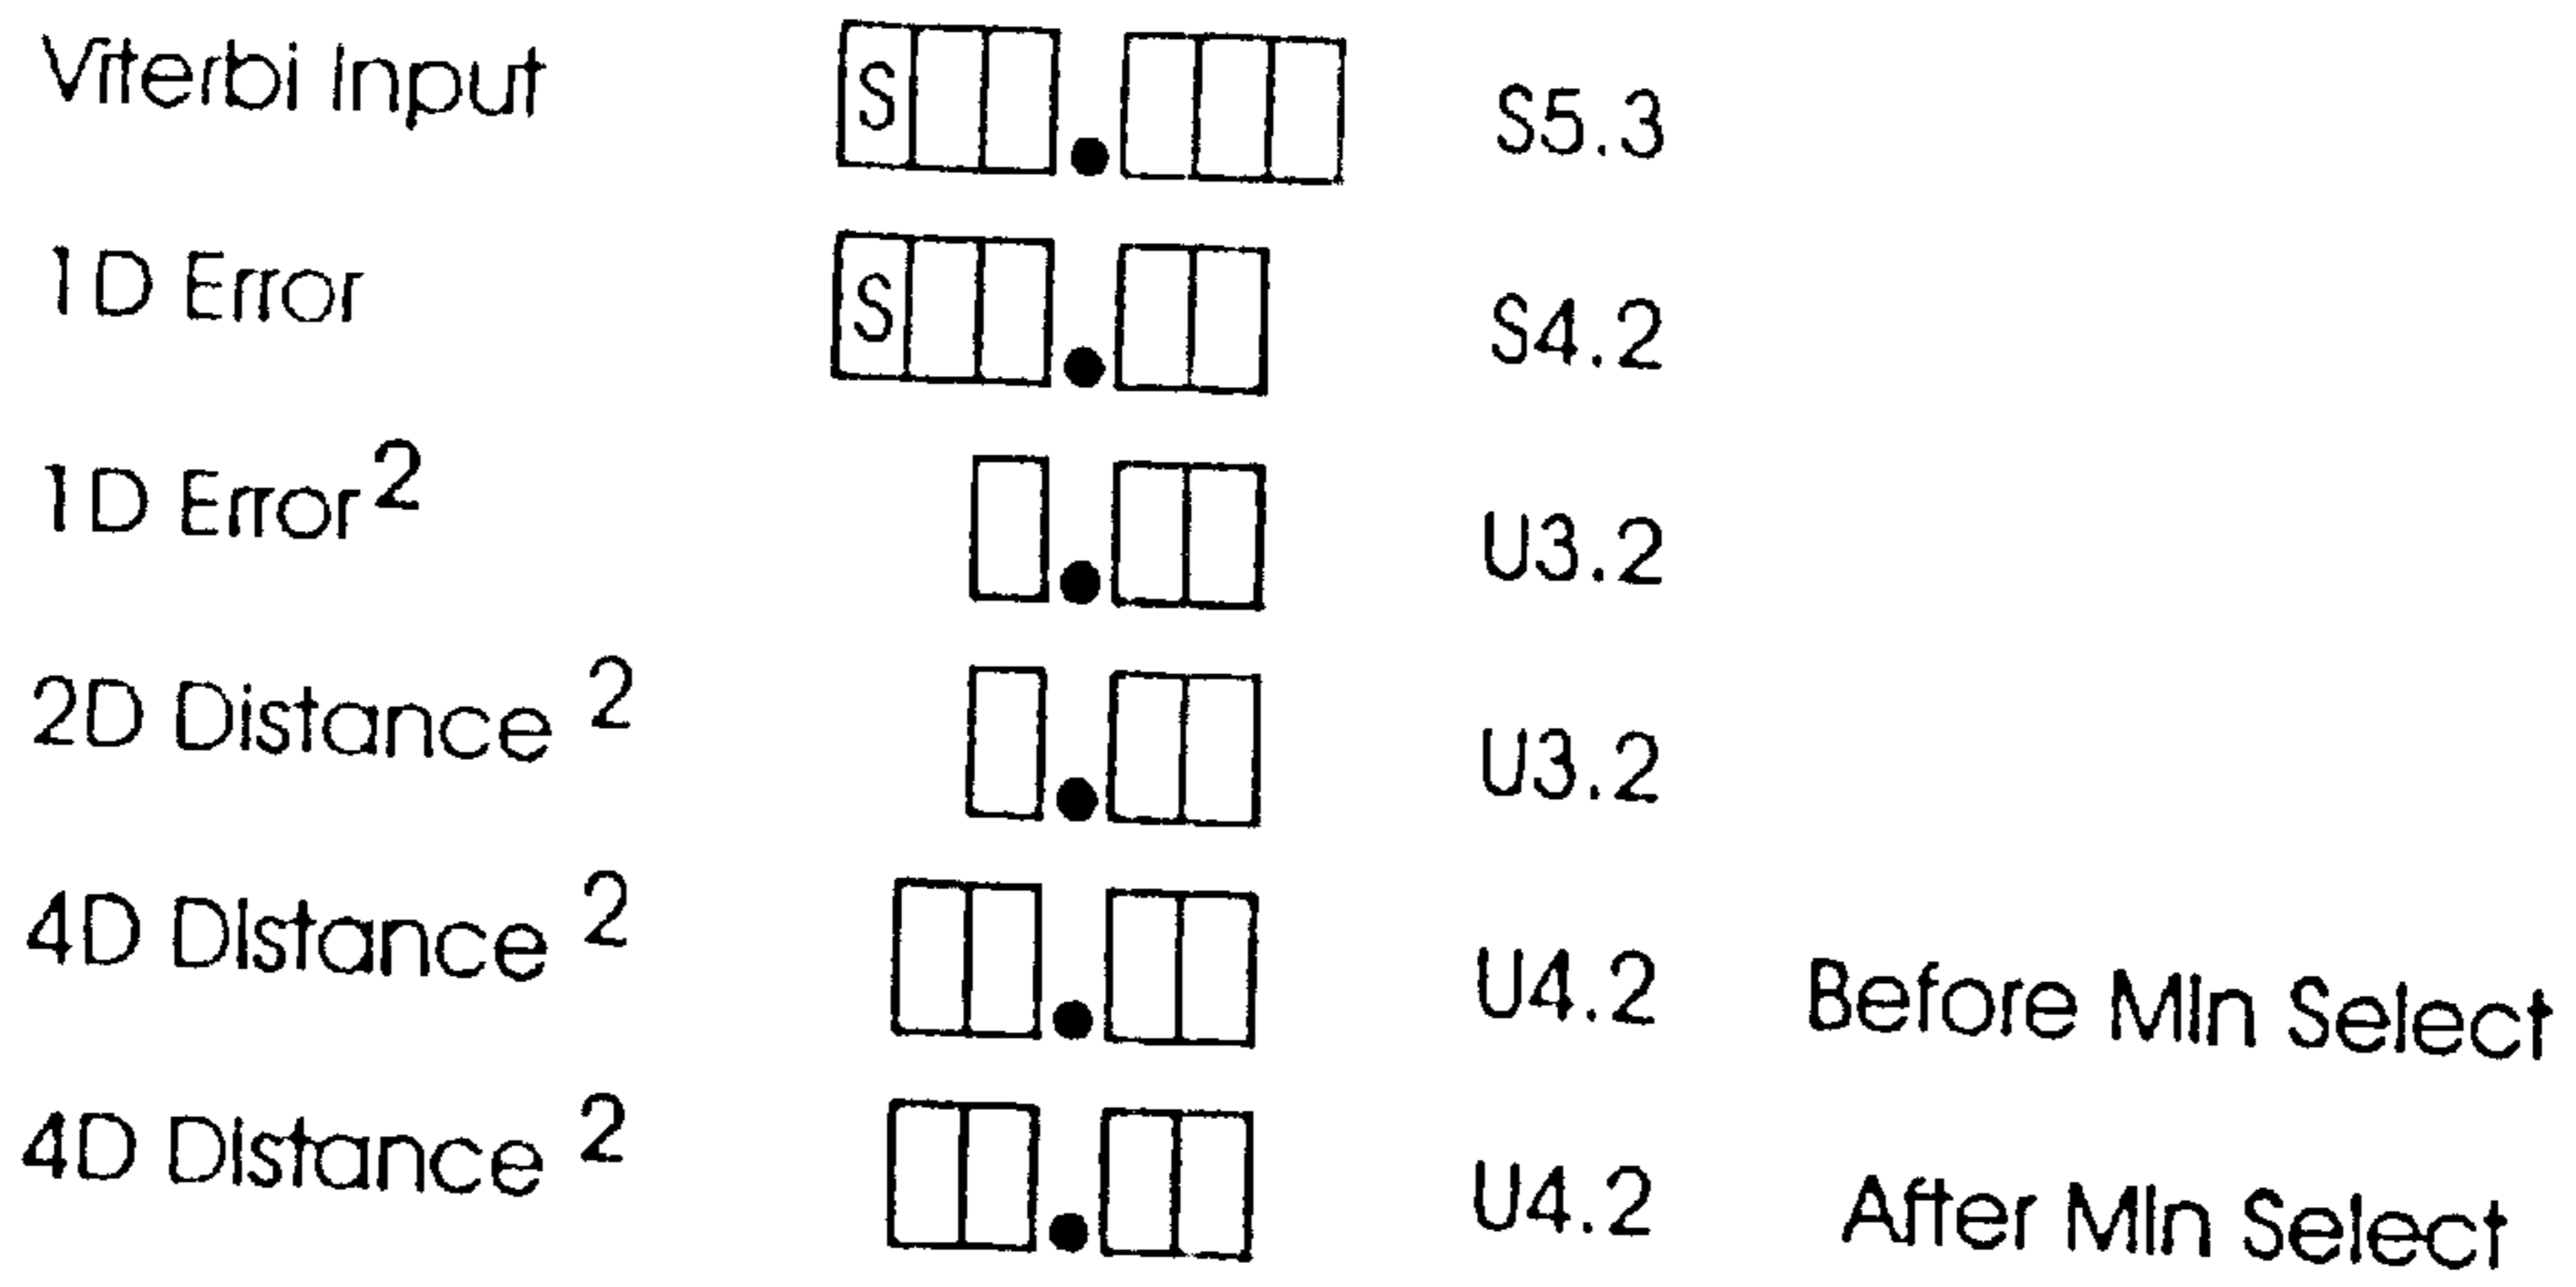 Viterbi Input S . S5.3
1D Error S . S4.2
1D Error² . U3.2
2D Distance ² . U3.2
4D Distance ² . U4.2 Before Min Select
4D Distance ² . U4.2 After Min Select